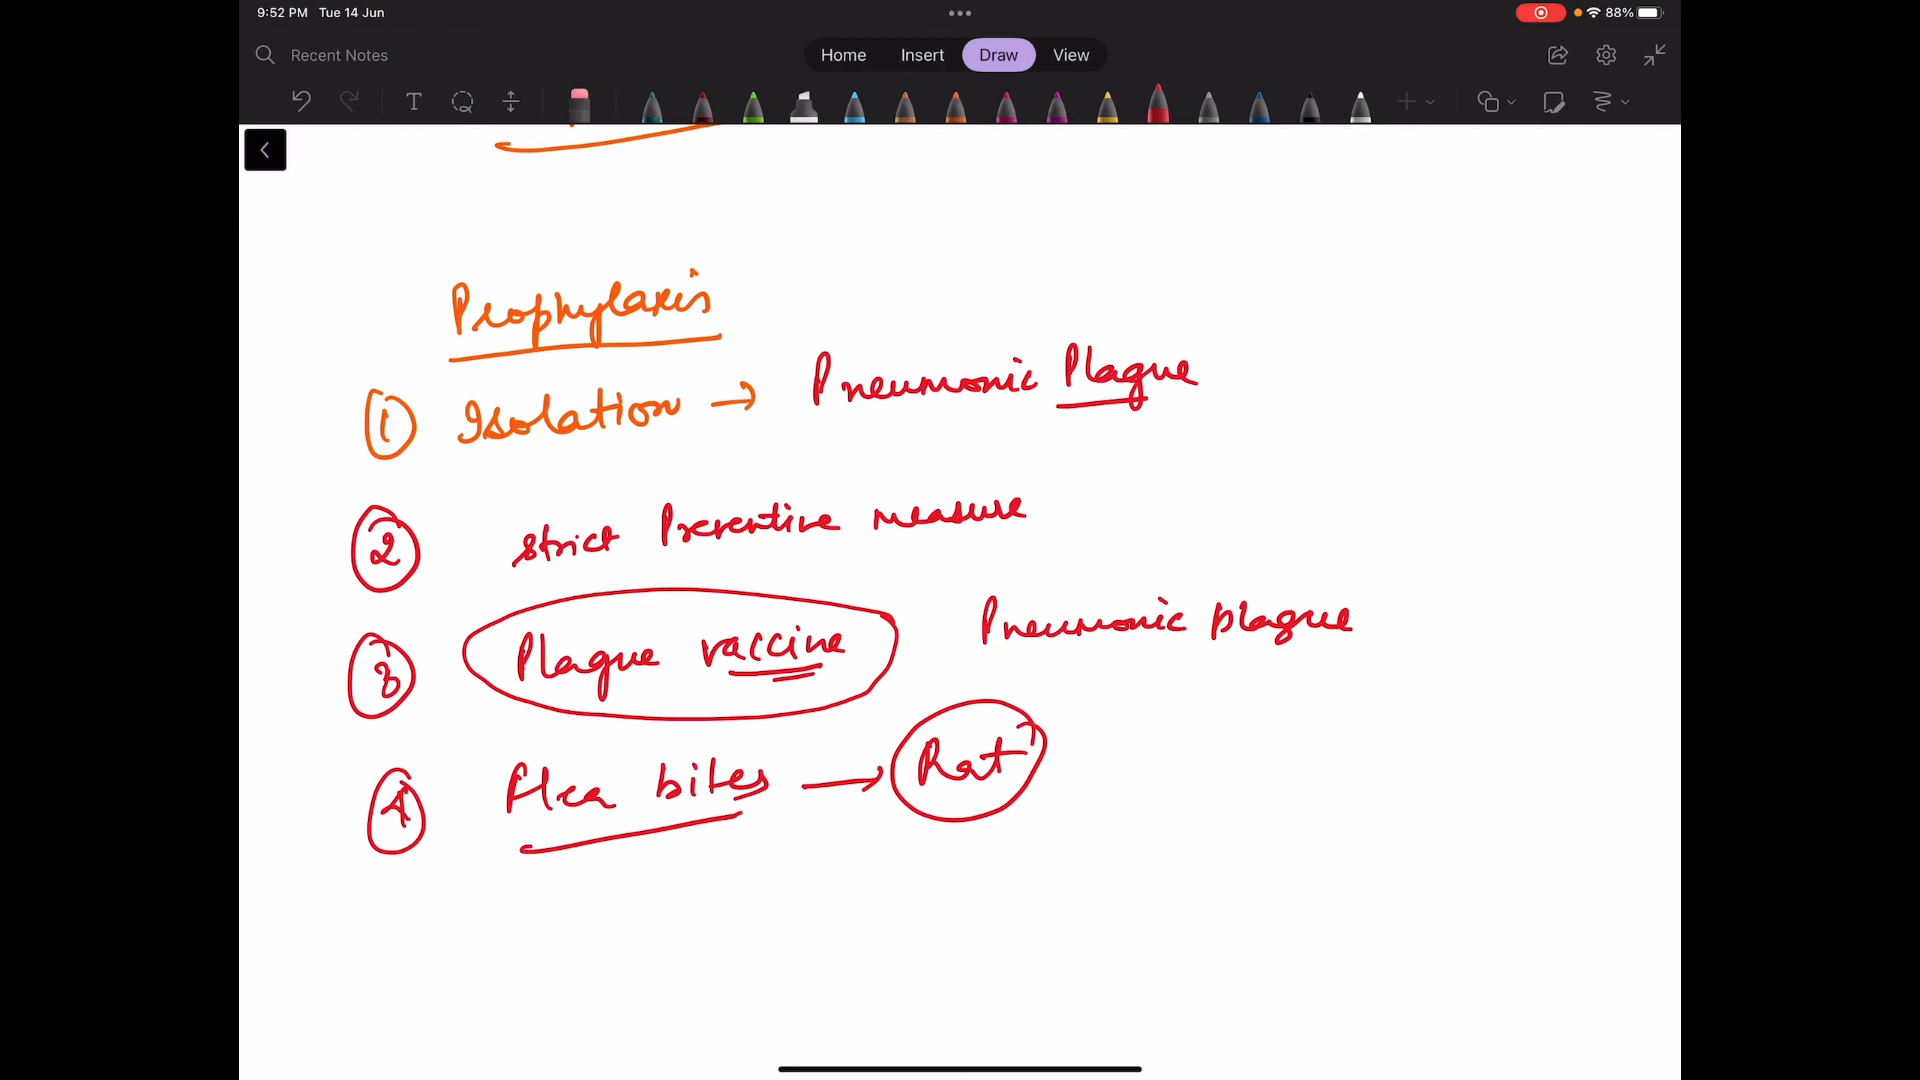 9:52 PM Tue 14 Jun 88%
Recent Notes Home Insert Draw View
T
Prophylaxis
① Isolation → Pneumonic Plague
② strict Preventive measure
③ Plague vaccine Pneumonic plague
④ Flea bites → Rat